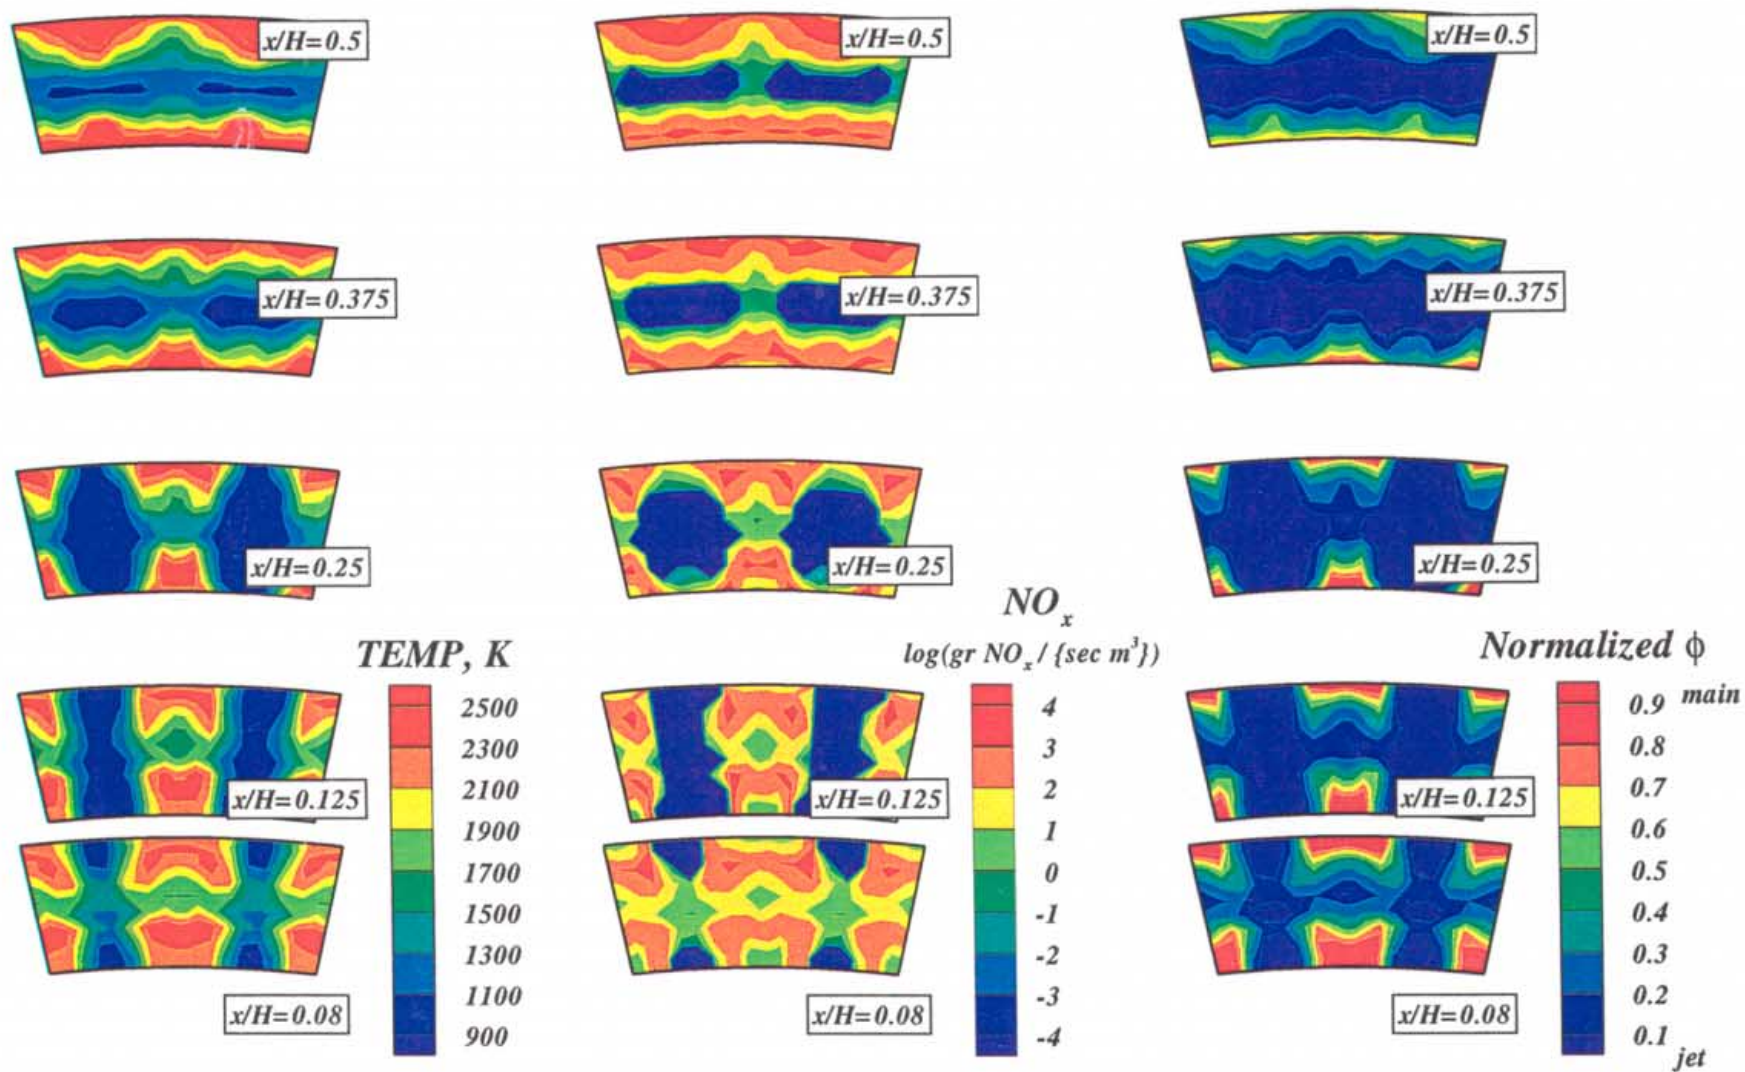 x/H=0.5
x/H=0.5
x/H=0.5
x/H=0.375
x/H=0.375
x/H=0.375
x/H=0.25
x/H=0.25
x/H=0.25
TEMP, K
2500
2300
2100
1900
1700
1500
1300
1100
900
NOx
log(gr NOx / {sec m³})
4
3
2
1
0
-1
-2
-3
-4
Normalized ϕ
main
0.9
0.8
0.7
0.6
0.5
0.4
0.3
0.2
0.1
jet
x/H=0.125
x/H=0.125
x/H=0.125
x/H=0.08
x/H=0.08
x/H=0.08